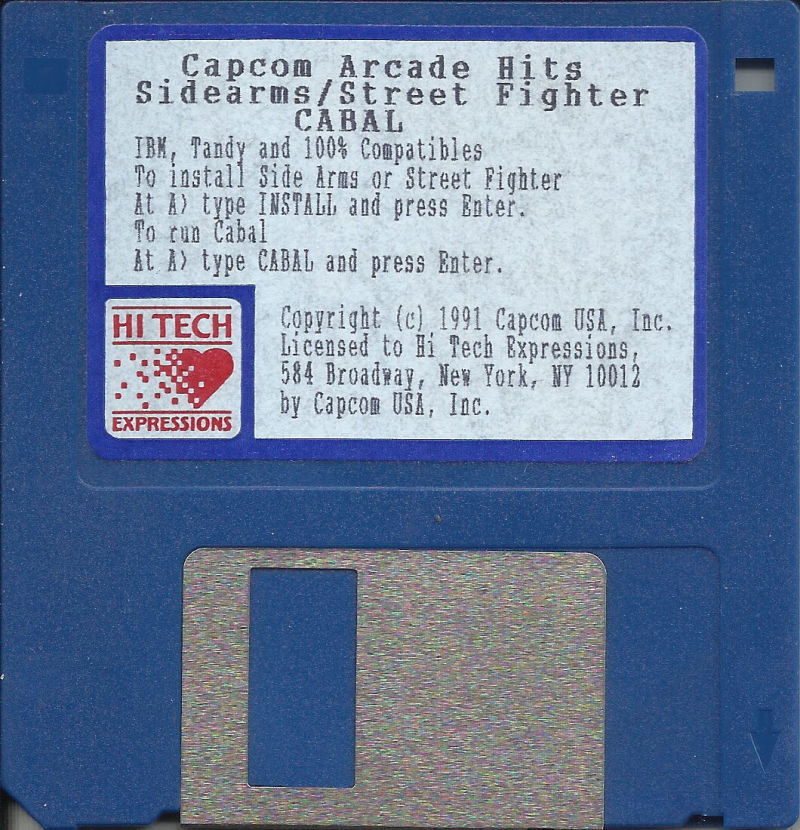 Capcom Arcade Hits
Sidearms/Street Fighter
CABAL
IBM, Tandy and 100% Compatibles
To install Side Arms or Street Fighter
At A> type INSTALL and press Enter.
To run Cabal
At A> type CABAL and press Enter.
HI TECH
EXPRESSIONS
Copyright (c) 1991 Capcom USA, Inc.
Licensed to Hi Tech Expressions,
584 Broadway, New York, NY 10012
by Capcom USA, Inc.